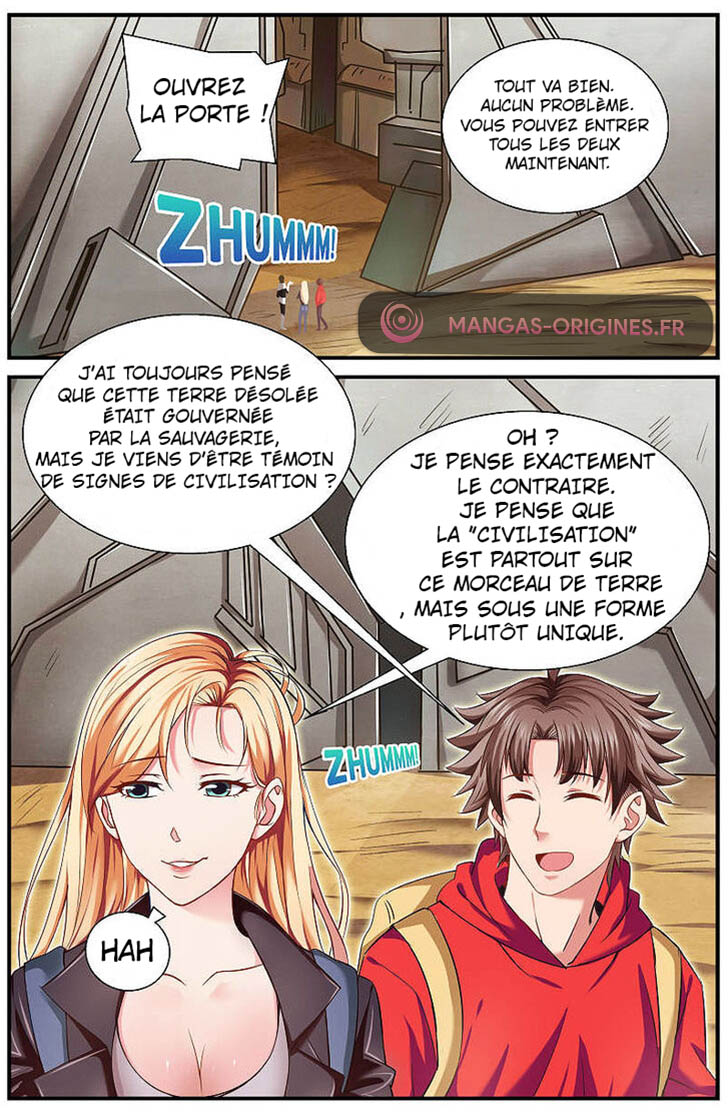 OUVREZ
LA PORTE !
TOUT VA BIEN.
AUCUN PROBLÈME.
VOUS POUVEZ ENTRER
TOUS LES DEUX
MAINTENANT.
ZHUMMM!
MANGAS-ORIGINES.FR
J'AI TOUJOURS PENSÉ
QUE CETTE TERRE DÉSOLÉE
ÉTAIT GOUVERNÉE
PAR LA SAUVAGERIE,
MAIS JE VIENS D'ÊTRE TÉMOIN
DE SIGNES DE CIVILISATION ?
OH ?
JE PENSE EXACTEMENT
LE CONTRAIRE.
JE PENSE QUE
LA "CIVILISATION"
EST PARTOUT SUR
CE MORCEAU DE TERRE
, MAIS SOUS UNE FORME
PLUTÔT UNIQUE.
ZHUMMM!
HAH